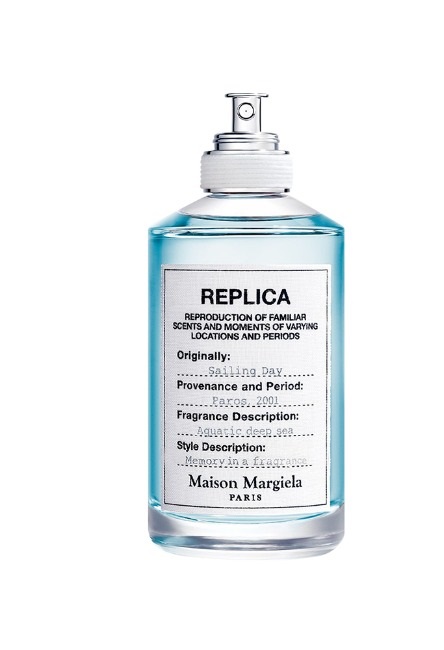 REPLICA
REPRODUCTION OF FAMILIAR
SCENTS AND MOMENTS OF VARYING
LOCATIONS AND PERIODS
Originally:
Sailing Day
Provenance and Period:
Paros, 2001
Fragrance Description:
Aquatic deep sea
Style Description:
Memory in a fragrance
Maison Margiela
PARIS